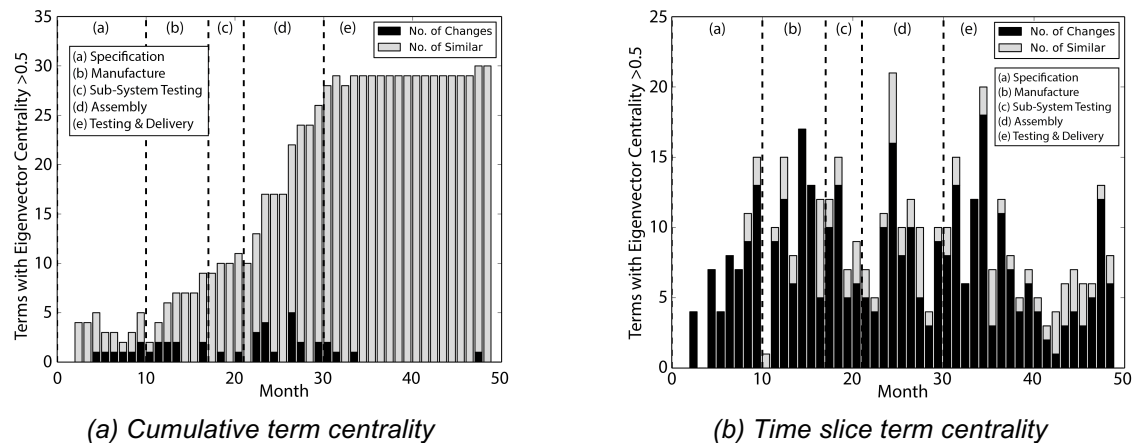 35
30
25
20
15
10
5
0
Terms with Eigenvector Centrality >0.5
(a) (b) (c) (d) (e)
No. of Changes
No. of Similar
(a) Specification
(b) Manufacture
(c) Sub-System Testing
(d) Assembly
(e) Testing & Delivery
0 10 20 30 40 50
Month
(a) Cumulative term centrality
25
20
15
10
5
0
Terms with Eigenvector Centrality >0.5
(a) (b) (c) (d) (e)
No. of Changes
No. of Similar
(a) Specification
(b) Manufacture
(c) Sub-System Testing
(d) Assembly
(e) Testing & Delivery
0 10 20 30 40 50
Month
(b) Time slice term centrality